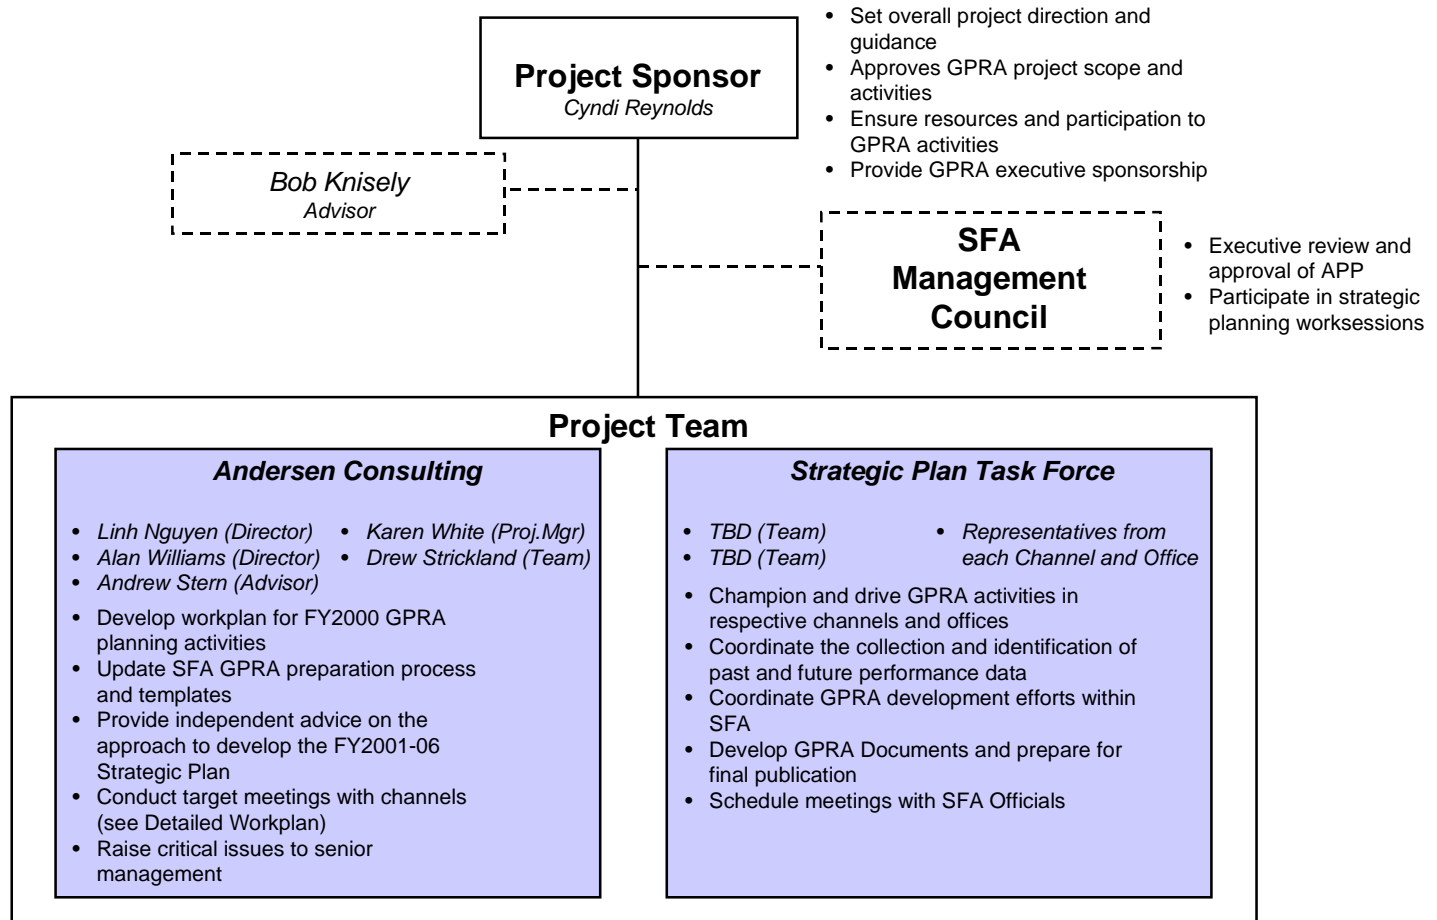 • Set overall project direction and
guidance
• Approves GPRA project scope and
activities
• Ensure resources and participation to
GPRA activities
• Provide GPRA executive sponsorship
Project Sponsor
Cyndi Reynolds
Bob Knisely
Advisor
SFA
Management
Council
• Executive review and
approval of APP
• Participate in strategic
planning worksessions
Project Team
Andersen Consulting
• Linh Nguyen (Director)
• Alan Williams (Director)
• Andrew Stern (Advisor)
• Karen White (Proj.Mgr)
• Drew Strickland (Team)
• Develop workplan for FY2000 GPRA
planning activities
• Update SFA GPRA preparation process
and templates
• Provide independent advice on the
approach to develop the FY2001-06
Strategic Plan
• Conduct target meetings with channels
(see Detailed Workplan)
• Raise critical issues to senior
management
Strategic Plan Task Force
• TBD (Team)
• TBD (Team)
• Representatives from
each Channel and Office
• Champion and drive GPRA activities in
respective channels and offices
• Coordinate the collection and identification of
past and future performance data
• Coordinate GPRA development efforts within
SFA
• Develop GPRA Documents and prepare for
final publication
• Schedule meetings with SFA Officials